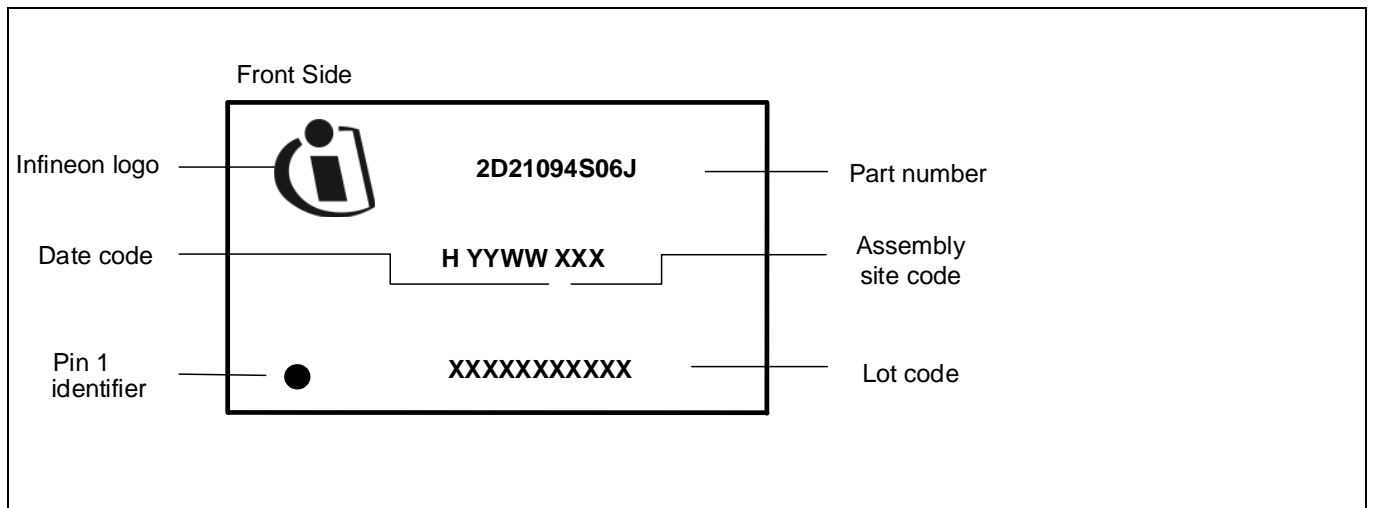 Front Side
Infineon logo
2D21094S06J
Part number
Date code
H YYWW XXX
Assembly
site code
Pin 1
identifier
XXXXXXXXXXX
Lot code